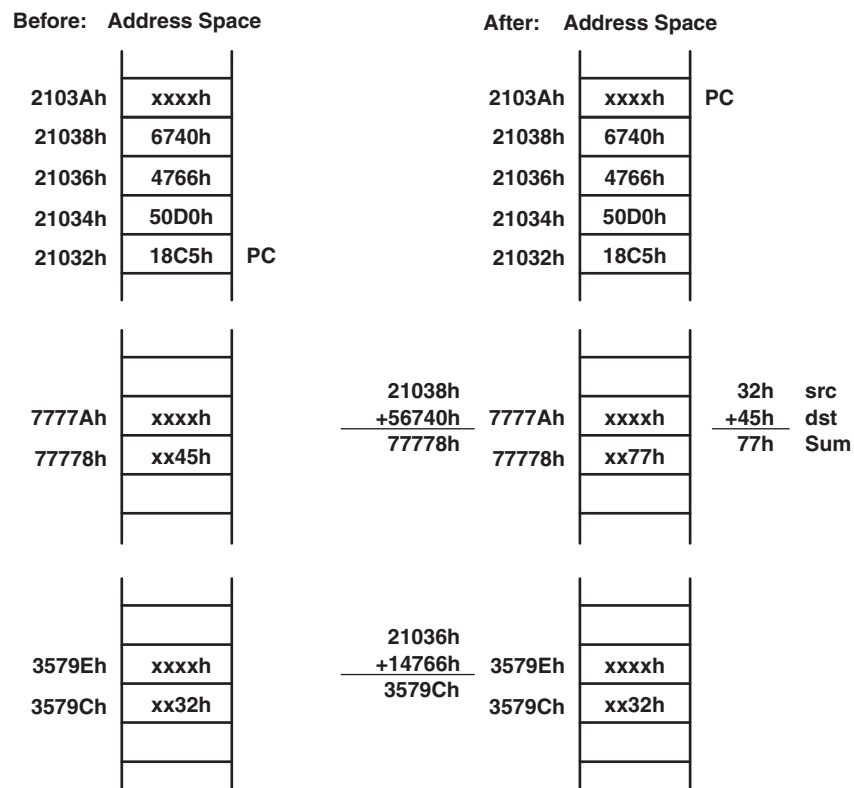 Before: Address Space
After: Address Space
2103Ah xxxxh
21038h 6740h
21036h 4766h
21034h 50D0h
21032h 18C5h PC
2103Ah xxxxh PC
21038h 6740h
21036h 4766h
21034h 50D0h
21032h 18C5h
7777Ah xxxxh
77778h xx45h
21038h
+56740h
77778h
7777Ah xxxxh
77778h xx77h
32h src
+45h dst
77h Sum
3579Eh xxxxh
3579Ch xx32h
21036h
+14766h
3579Ch
3579Eh xxxxh
3579Ch xx32h